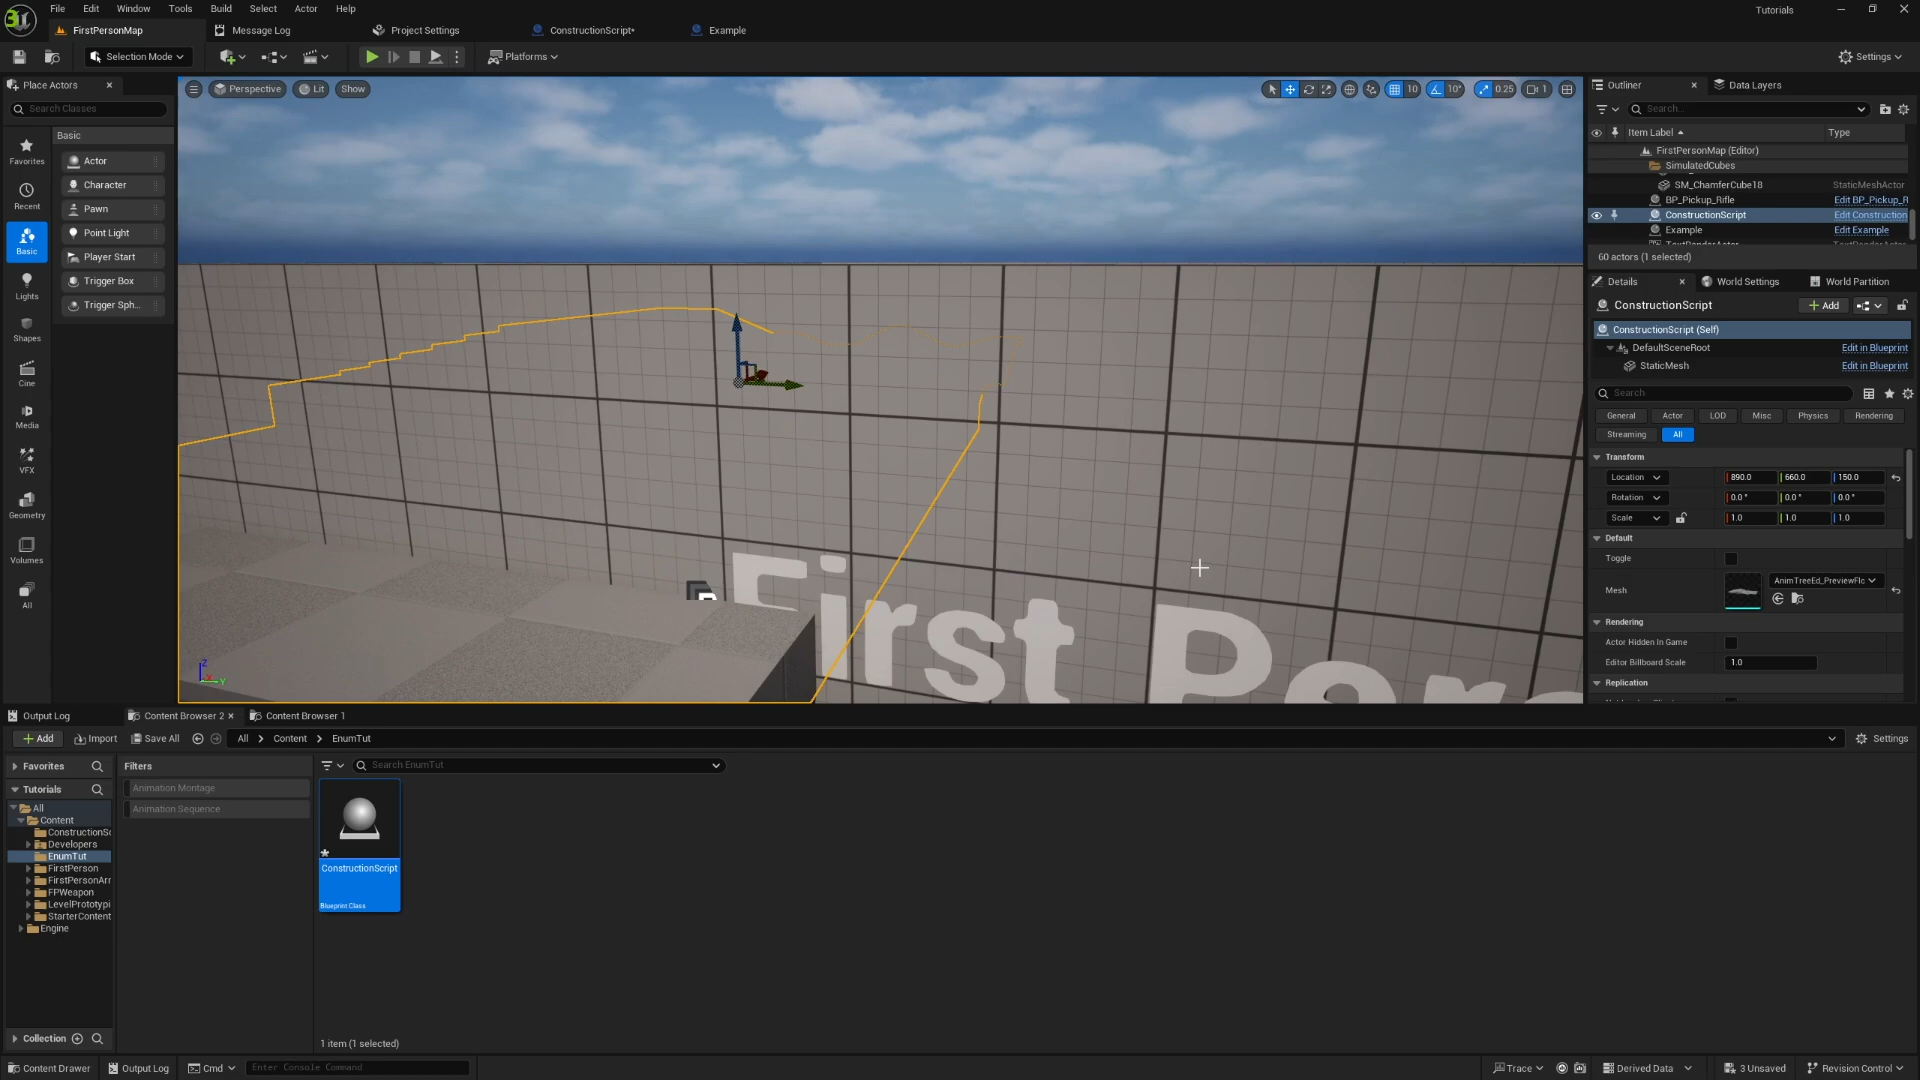 File Edit Window Tools Build Select Actor Help
Tutorials
FirstPersonMap
Message Log
Project Settings
ConstructionScript*
Example
Selection Mode
Platforms
Settings
Place Actors
Search Classes
Favorites
Recent
Basic
Lights
Shapes
Cine
Media
VFX
Geometry
Volumes
All
Basic
Actor
Character
Pawn
Point Light
Player Start
Trigger Box
Trigger Sph...
Perspective
Lit
Show
10
10°
0.25
1
First Pers
Z
Y
Outliner
Data Layers
Search...
Item Label
Type
FirstPersonMap (Editor)
SimulatedCubes
SM_ChamferCube18 StaticMeshActor
BP_Pickup_Rifle Edit BP_Pickup_R
ConstructionScript Edit Construction
Example Edit Example
60 actors (1 selected)
Details
World Settings
World Partition
ConstructionScript
Add
ConstructionScript (Self)
DefaultSceneRoot Edit in Blueprint
StaticMesh Edit in Blueprint
Search
General Actor LOD Misc Physics Rendering
Streaming All
Transform
Location 890.0 660.0 150.0
Rotation 0.0 ° 0.0 ° 0.0 °
Scale 1.0 1.0 1.0
Default
Toggle
Mesh AnimTreeEd_PreviewFlc
Rendering
Actor Hidden In Game
Editor Billboard Scale 1.0
Replication
Output Log
Content Browser 2
Content Browser 1
Add Import Save All All > Content > EnumTut
Settings
Favorites
Tutorials
All
Content
ConstructionSc
Developers
EnumTut
FirstPerson
FirstPersonArr
FPWeapon
LevelPrototypi
StarterContent
Engine
Collection
Filters
Animation Montage
Animation Sequence
Search EnumTut
ConstructionScript
Blueprint Class
1 item (1 selected)
Content Drawer
Output Log
Cmd
Enter Console Command
Trace
Derived Data
3 Unsaved
Revision Control